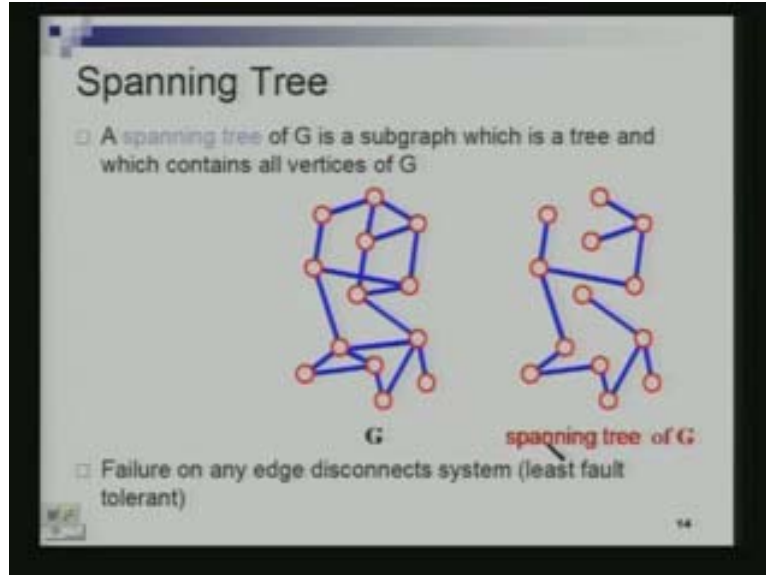 Spanning Tree
A spanning tree of G is a subgraph which is a tree and
which contains all vertices of G
G
spanning tree of G
Failure on any edge disconnects system (least fault
tolerant)
14